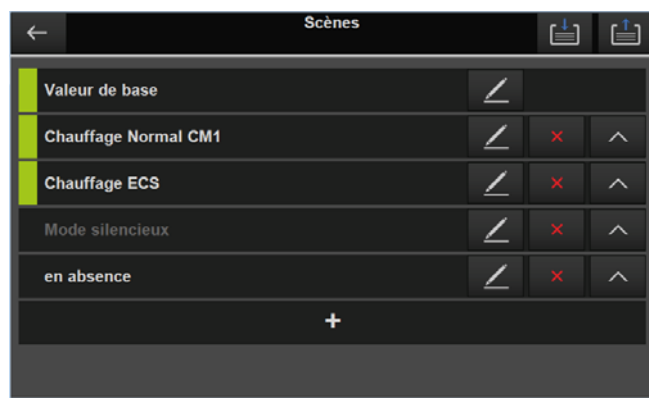 Scènes
Valeur de base
Chauffage Normal CM1
Chauffage ECS
Mode silencieux
en absence
+